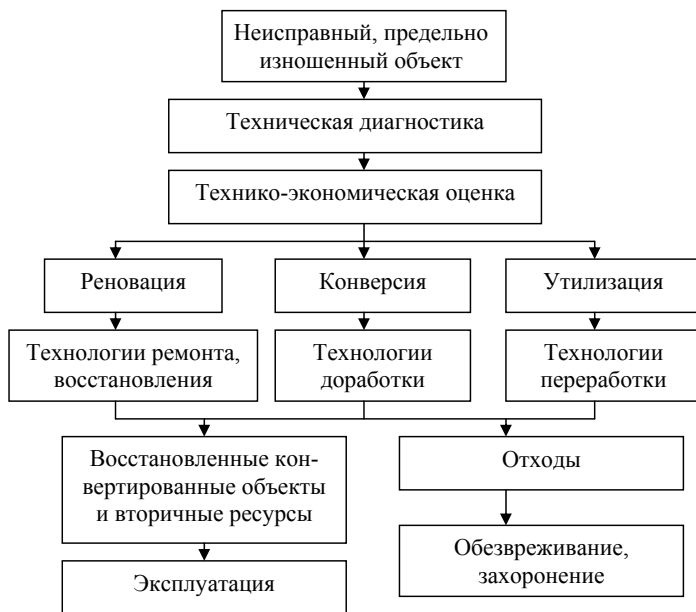 Неисправный, предельно
изношенный объект
Техническая диагностика
Технико-экономическая оценка
Реновация
Конверсия
Утилизация
Технологии ремонта,
восстановления
Технологии
доработки
Технологии
переработки
Восстановленные кон-
вертированные объекты
и вторичные ресурсы
Отходы
Обезвреживание,
захоронение
Эксплуатация